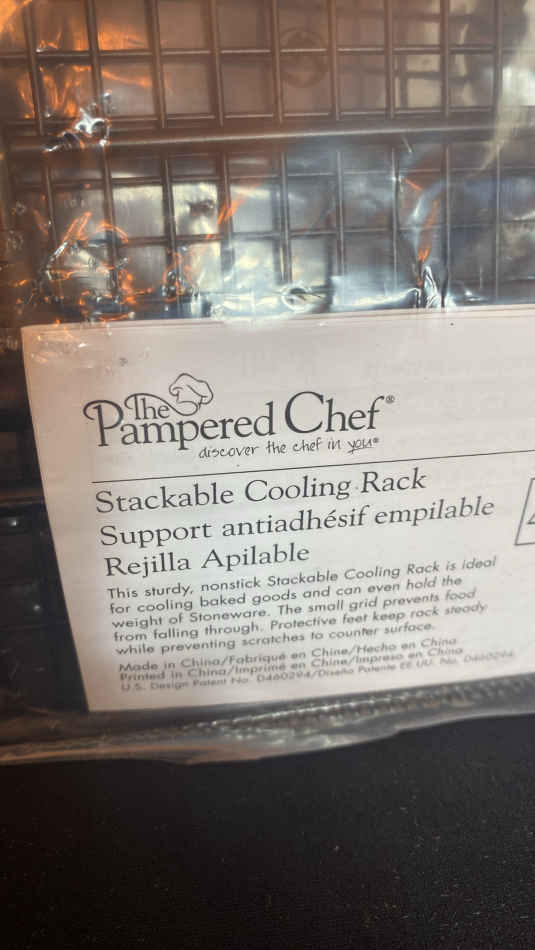 The
Pampered Chef®
discover the chef in you®
Stackable Cooling Rack
Support antiadhésif empilable
Rejilla Apilable
This sturdy, nonstick Stackable Cooling Rack is ideal
for cooling baked goods and can even hold the
weight of Stoneware. The small grid prevents food
from falling through. Protective feet keep rack steady
while preventing scratches to counter surface.
Made in China/Fabriqué en Chine/Hecho en China
Printed in China/Imprimé en Chine/Impreso en China
U.S. Design Patent No. D460294/Diseño Patente EE.UU. No. D460294